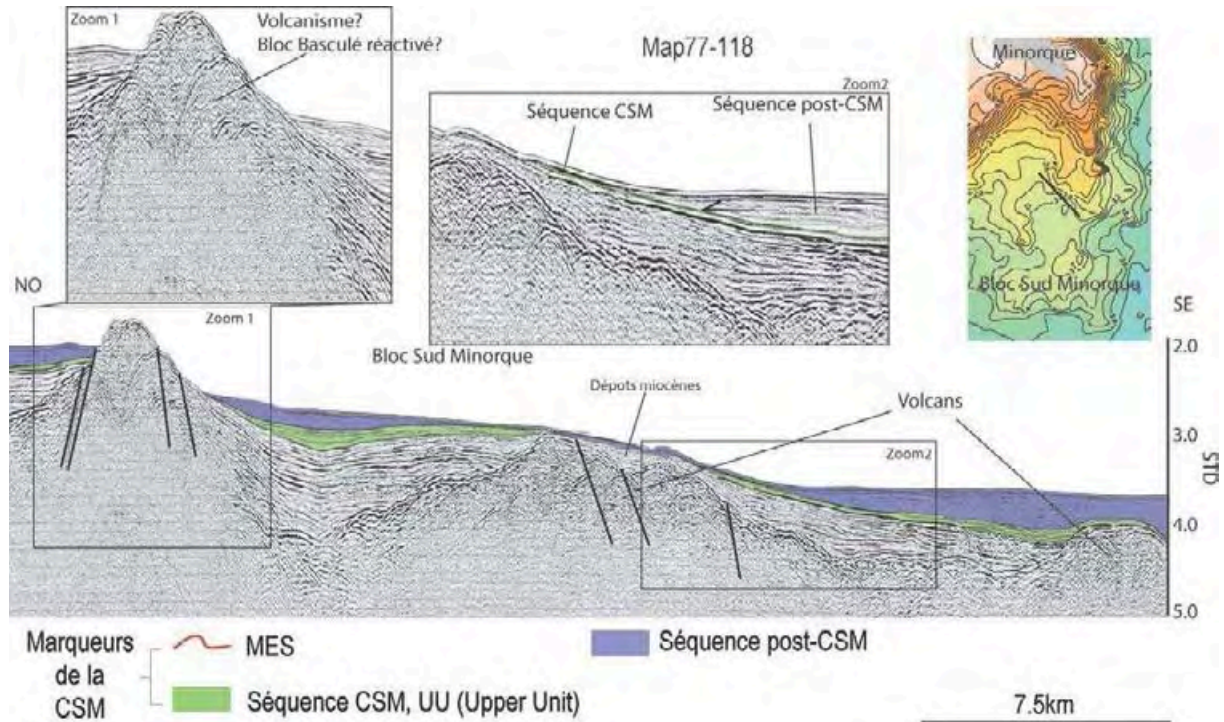 Zoom 1
Volcanisme?
Bloc Basculé réactivé?
Map77-118
Zoom2
Séquence CSM
Séquence post-CSM
Minorque
Bloc Sud Minorque
NO
SE
Zoom 1
Bloc Sud Minorque
Dépots miocènes
Volcans
Zoom2
2.0
3.0
STD
4.0
5.0
Marqueurs
de la
CSM
MES
Séquence CSM, UU (Upper Unit)
Séquence post-CSM
7.5km